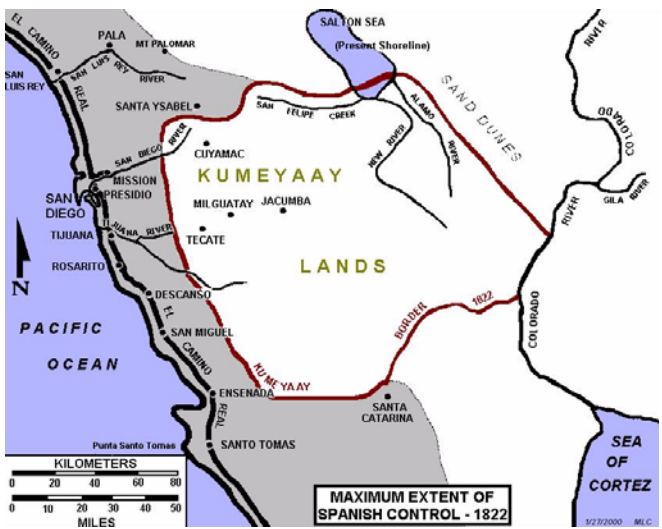 EL CAMINO REAL
PALA
MT PALOMAR
SAN
LUIS REY
SAN LUIS REY
RIVER
SANTA YSABEL
SALTON SEA
(Present Shoreline)
SAND DUNES
SAN FELIPE CREEK
NEW RIVER
ALAMO RIVER
RIVER
COLORADO
GILA RIVER
RIVER
COLORADO
SAN DIEGO RIVER
CUYAMAC
KUMEYAAY
MISSION
PRESIDIO
SAN
DIEGO
MILGUATAY
JACUMBA
TIJUANA RIVER
TIJUANA
TECATE
ROSARITO
LANDS
N
DESCANSO
PACIFIC
OCEAN
SAN MIGUEL
EL CAMINO REAL
KUMEYAAY BORDER 1822
ENSENADA
SANTA
CATARINA
Punta Santo Tomas
SANTO TOMAS
SEA
OF
CORTEZ
KILOMETERS
0 20 40 60 80
0 10 20 30 40 50
MILES
MAXIMUM EXTENT OF
SPANISH CONTROL - 1822
1/27/2000 MLC